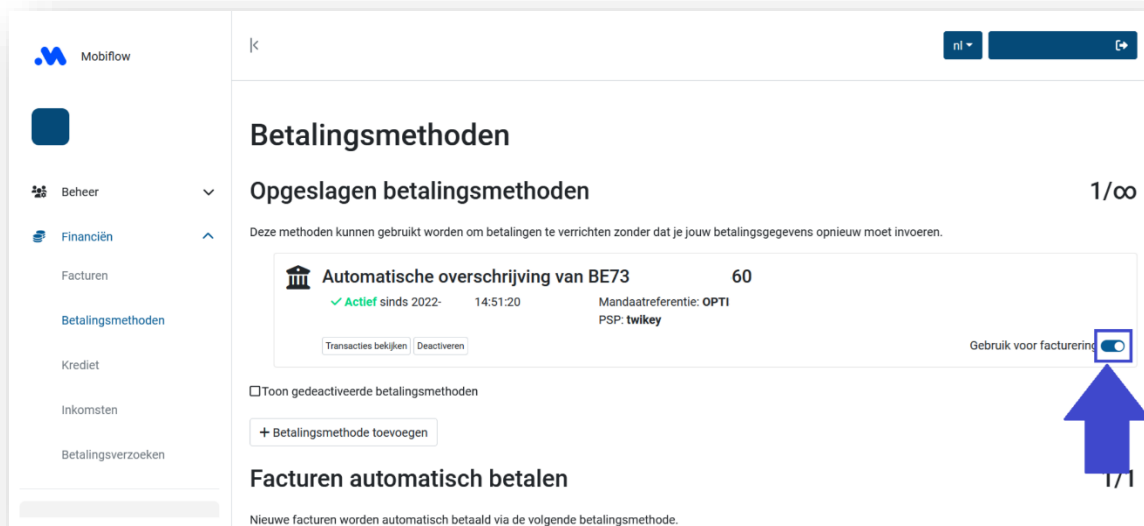 Mobiflow
nl
Betalingsmethoden
Beheer
Opgeslagen betalingsmethoden 1/∞
Financiën
Deze methoden kunnen gebruikt worden om betalingen te verrichten zonder dat je jouw betalingsgegevens opnieuw moet invoeren.
Facturen
Automatische overschrijving van BE73 60
Actief sinds 2022- 14:51:20 Mandaatreferentie: OPTI
PSP: twikey
Betalingsmethoden
Transacties bekijken Deactiveren Gebruik voor facturering
Krediet
Toon gedeactiveerde betalingsmethoden
Inkomsten
+ Betalingsmethode toevoegen
Betalingsverzoeken
Facturen automatisch betalen 1/1
Nieuwe facturen worden automatisch betaald via de volgende betalingsmethode.